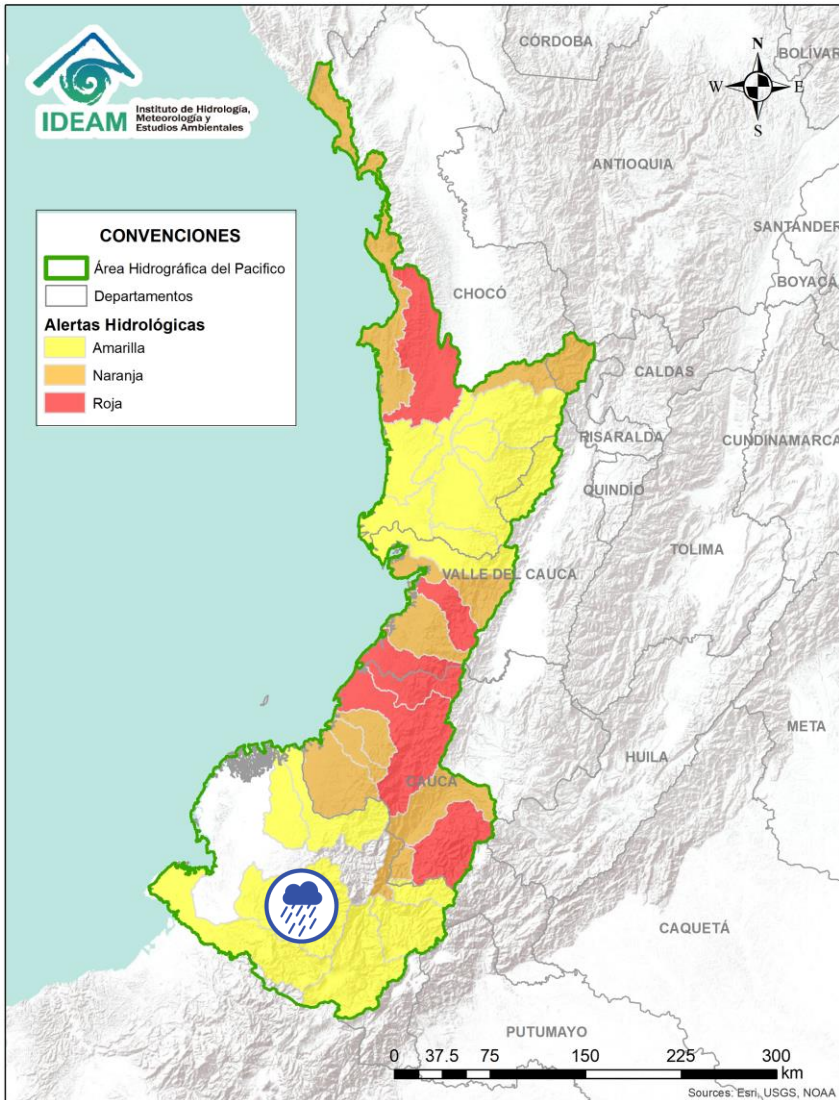 IDEAM
Instituto de Hidrología,
Meteorología y
Estudios Ambientales
CONVENCIONES
Área Hidrográfica del Pacifico
Departamentos
Alertas Hidrológicas
Amarilla
Naranja
Roja
N
W E
S
CÓRDOBA
BOLÍVAR
ANTIOQUIA
SANTANDER
BOYACÁ
CHOCÓ
CALDAS
RISARALDA
CUNDINAMARCA
QUINDÍO
TOLIMA
VALLE DEL CAUCA
META
HUILA
CAUCA
CAQUETÁ
PUTUMAYO
0 37.5 75 150 225 300
km
Sources: Esri, USGS, NOAA